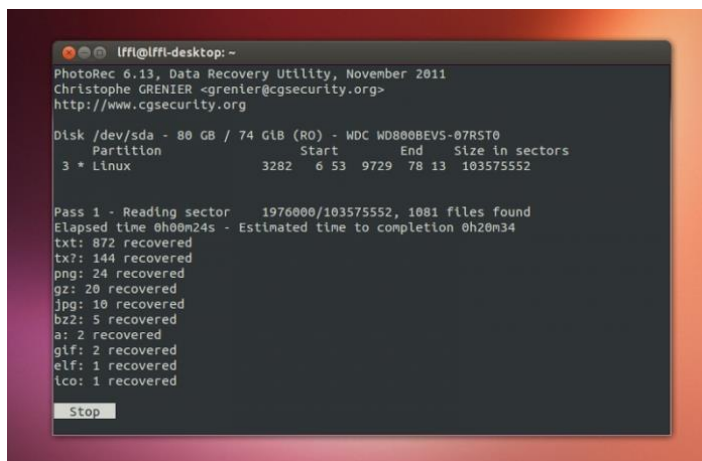 lffl@lffl-desktop: ~
PhotoRec 6.13, Data Recovery Utility, November 2011
Christophe GRENIER <grenier@cgsecurity.org>
http://www.cgsecurity.org
Disk /dev/sda - 80 GB / 74 GiB (RO) - WDC WD800BEVS-07RST0
Partition Start End Size in sectors
3 * Linux 3282 6 53 9729 78 13 103575552
Pass 1 - Reading sector 1976000/103575552, 1081 files found
Elapsed time 0h00m24s - Estimated time to completion 0h20m34
txt: 872 recovered
tx?: 144 recovered
png: 24 recovered
gz: 20 recovered
jpg: 10 recovered
bz2: 5 recovered
a: 2 recovered
gif: 2 recovered
elf: 1 recovered
ico: 1 recovered
Stop